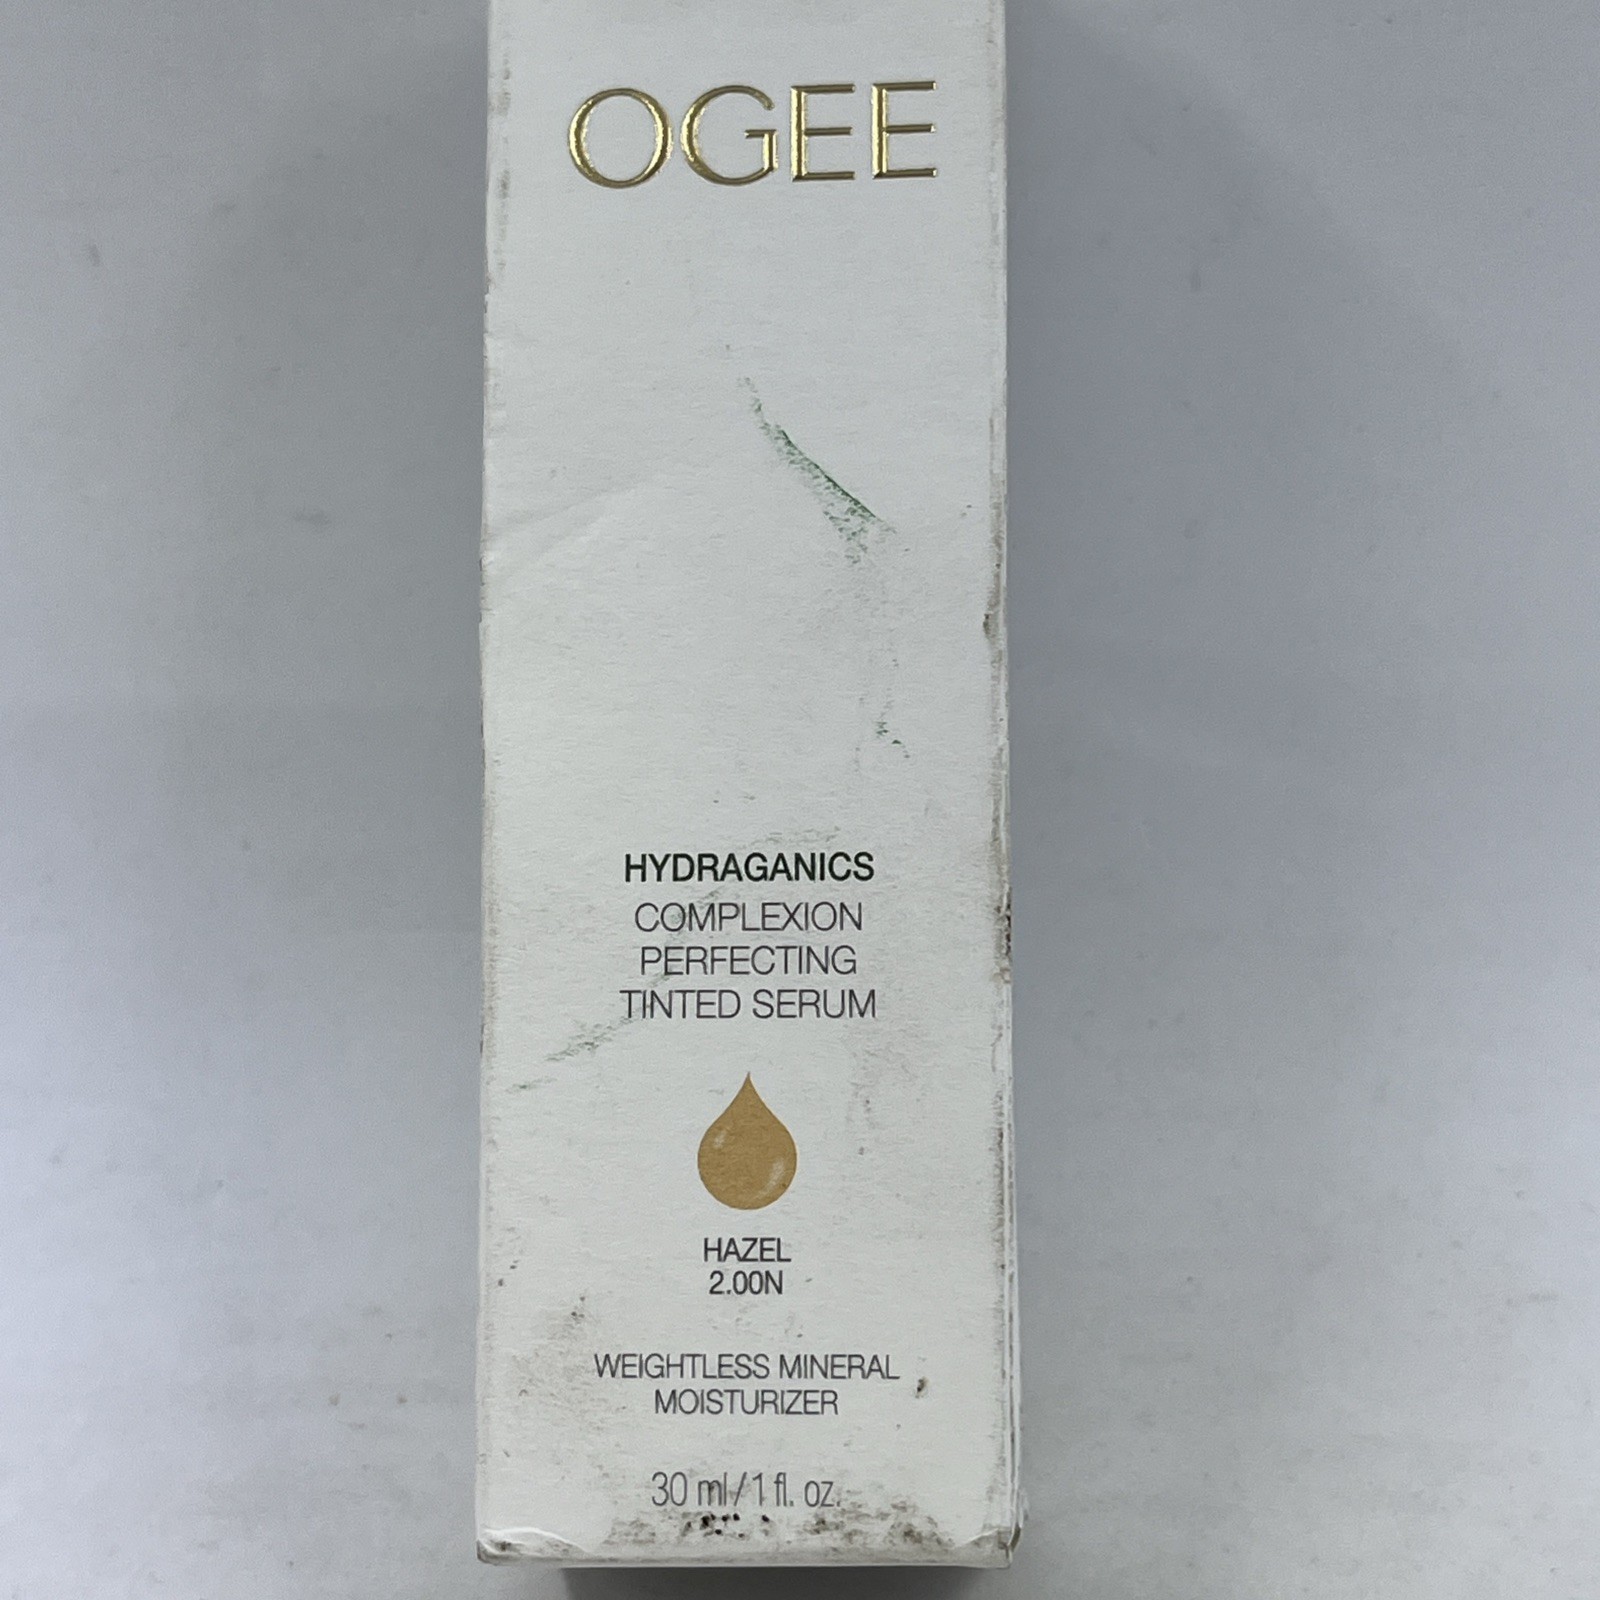 OGEE
HYDRAGANICS
COMPLEXION
PERFECTING
TINTED SERUM
HAZEL
2.00N
WEIGHTLESS MINERAL
MOISTURIZER
30 ml / 1 fl. oz.